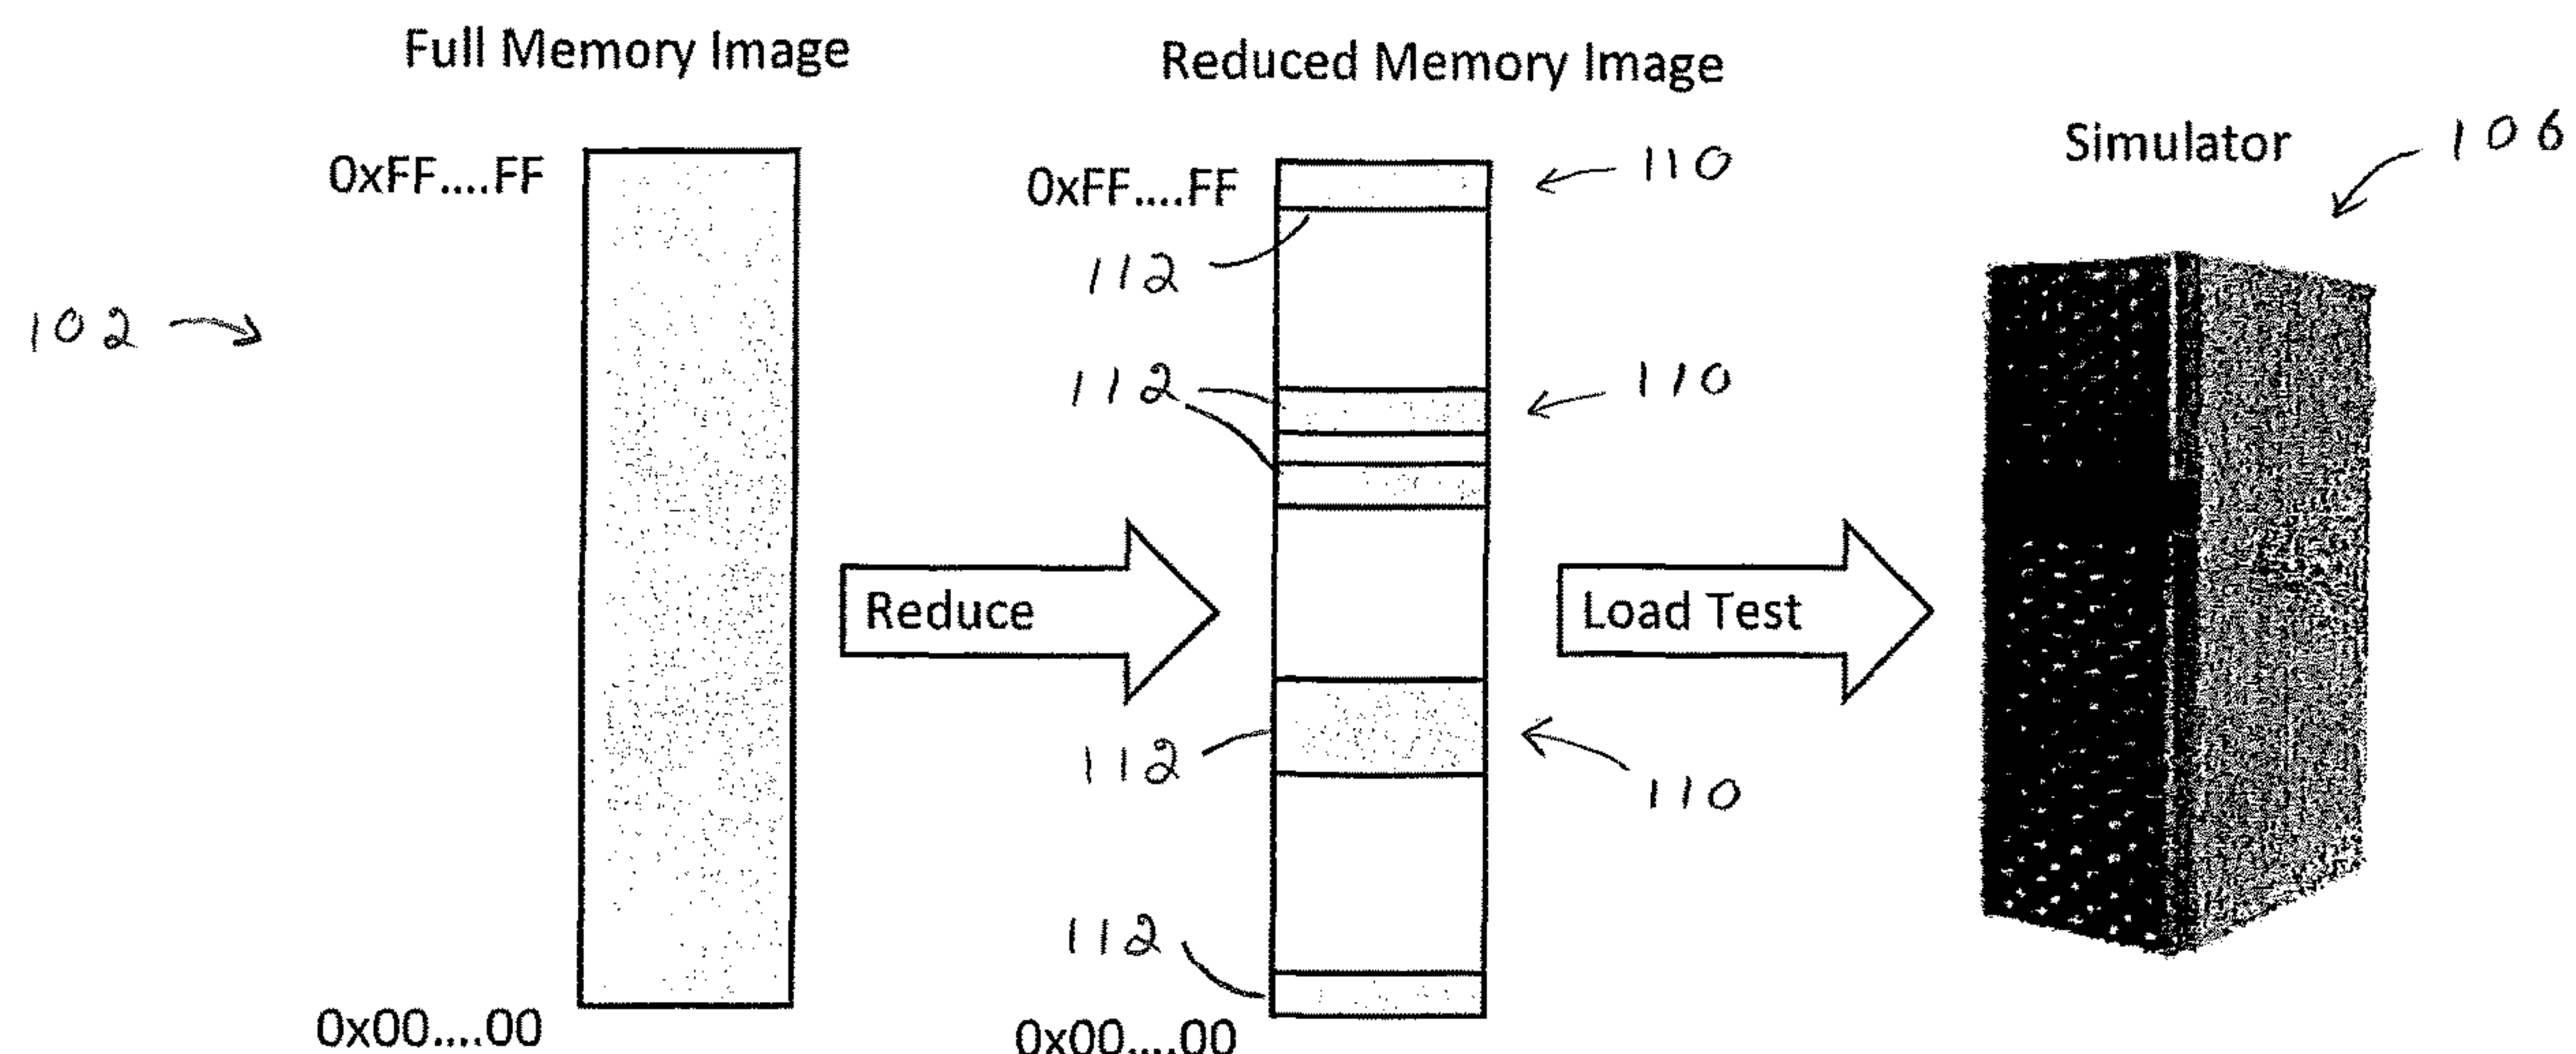 Full Memory Image
Reduced Memory Image
Simulator
106
0xFF....FF
0xFF....FF
110
112
102
112
110
Reduce
Load Test
112
110
112
0x00....00
0x00....00